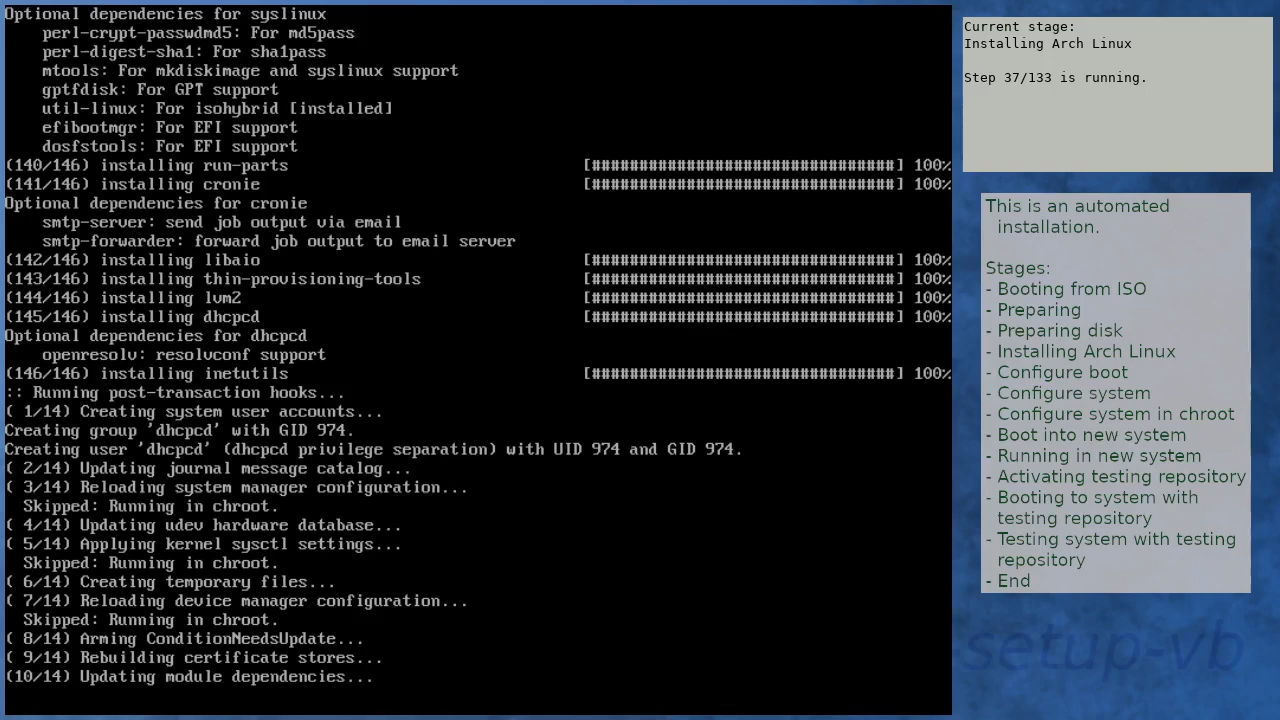 Optional dependencies for syslinux
    perl-crypt-passwdmd5: For md5pass
    perl-digest-sha1: For sha1pass
    mtools: For mkdiskimage and syslinux support
    gptfdisk: For GPT support
    util-linux: For isohybrid [installed]
    efibootmgr: For EFI support
    dosfstools: For EFI support
(140/146) installing run-parts [################################] 100%
(141/146) installing cronie [################################] 100%
Optional dependencies for cronie
    smtp-server: send job output via email
    smtp-forwarder: forward job output to email server
(142/146) installing libaio [################################] 100%
(143/146) installing thin-provisioning-tools [################################] 100%
(144/146) installing lvm2 [################################] 100%
(145/146) installing dhcpcd [################################] 100%
Optional dependencies for dhcpcd
    openresolv: resolvconf support
(146/146) installing inetutils [################################] 100%
:: Running post-transaction hooks...
( 1/14) Creating system user accounts...
Creating group 'dhcpcd' with GID 974.
Creating user 'dhcpcd' (dhcpcd privilege separation) with UID 974 and GID 974.
( 2/14) Updating journal message catalog...
( 3/14) Reloading system manager configuration...
  Skipped: Running in chroot.
( 4/14) Updating udev hardware database...
( 5/14) Applying kernel sysctl settings...
  Skipped: Running in chroot.
( 6/14) Creating temporary files...
( 7/14) Reloading device manager configuration...
  Skipped: Running in chroot.
( 8/14) Arming ConditionNeedsUpdate...
( 9/14) Rebuilding certificate stores...
(10/14) Updating module dependencies...
Current stage:
Installing Arch Linux
Step 37/133 is running.
This is an automated
installation.
Stages:
- Booting from ISO
- Preparing
- Preparing disk
- Installing Arch Linux
- Configure boot
- Configure system
- Configure system in chroot
- Boot into new system
- Running in new system
- Activating testing repository
- Booting to system with
testing repository
- Testing system with testing
repository
- End
setup-vb